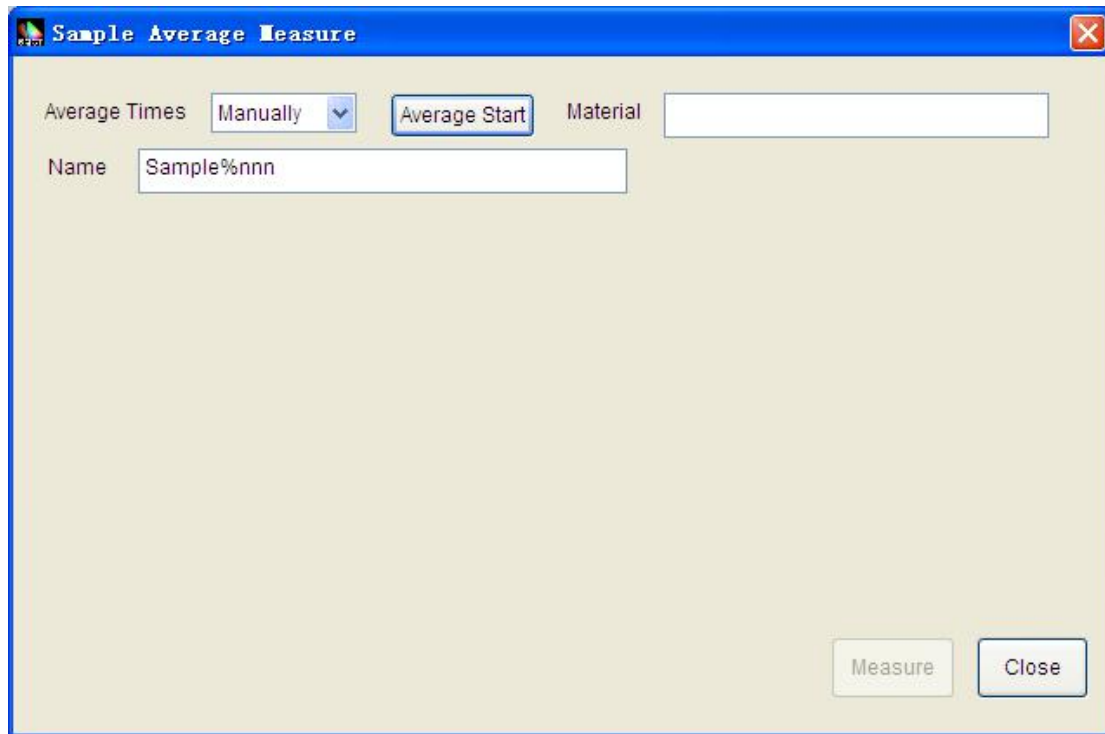 Sample Average Measure
Average Times Manually Average Start Material
Name Sample%nnn
Measure Close